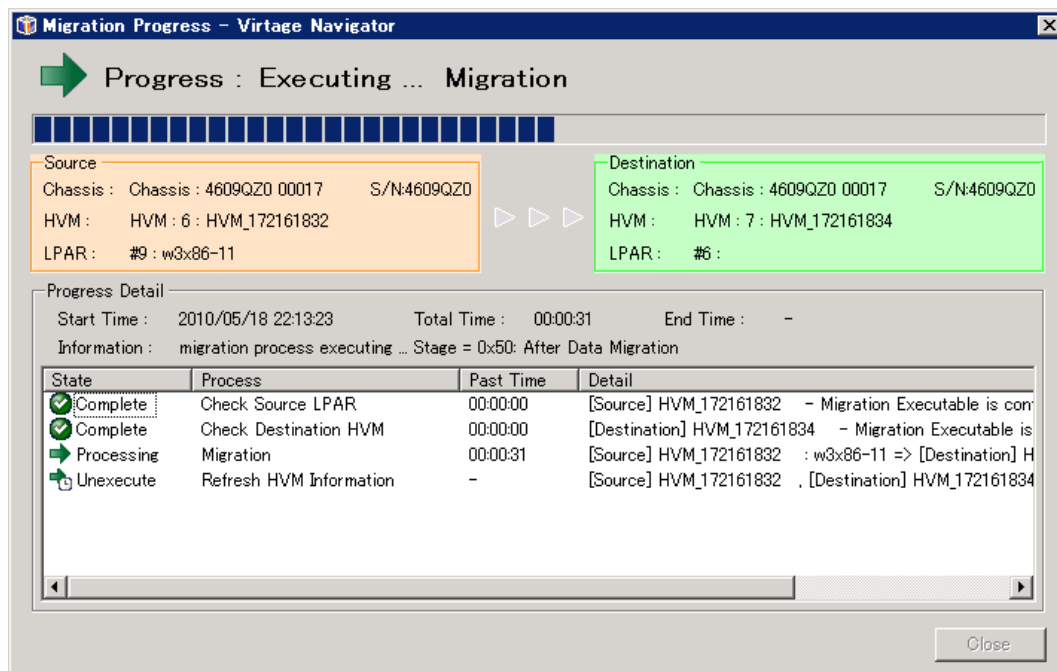 Migration Progress - Virtage Navigator
Progress : Executing ... Migration
Source
Chassis : Chassis : 4609QZ0 00017 S/N:4609QZ0
HVM : HVM : 6 : HVM_172161832
LPAR : #9 : w3x86-11
Destination
Chassis : Chassis : 4609QZ0 00017 S/N:4609QZ0
HVM : HVM : 7 : HVM_172161834
LPAR : #6 :
Progress Detail
Start Time : 2010/05/18 22:13:23 Total Time : 00:00:31 End Time : -
Information : migration process executing ... Stage = 0x50: After Data Migration
State Process Past Time Detail
Complete Check Source LPAR 00:00:00 [Source] HVM_172161832 - Migration Executable is con
Complete Check Destination HVM 00:00:00 [Destination] HVM_172161834 - Migration Executable is
Processing Migration 00:00:31 [Source] HVM_172161832 : w3x86-11 => [Destination] H
Unexecute Refresh HVM Information - [Source] HVM_172161832 , [Destination] HVM_172161834
Close